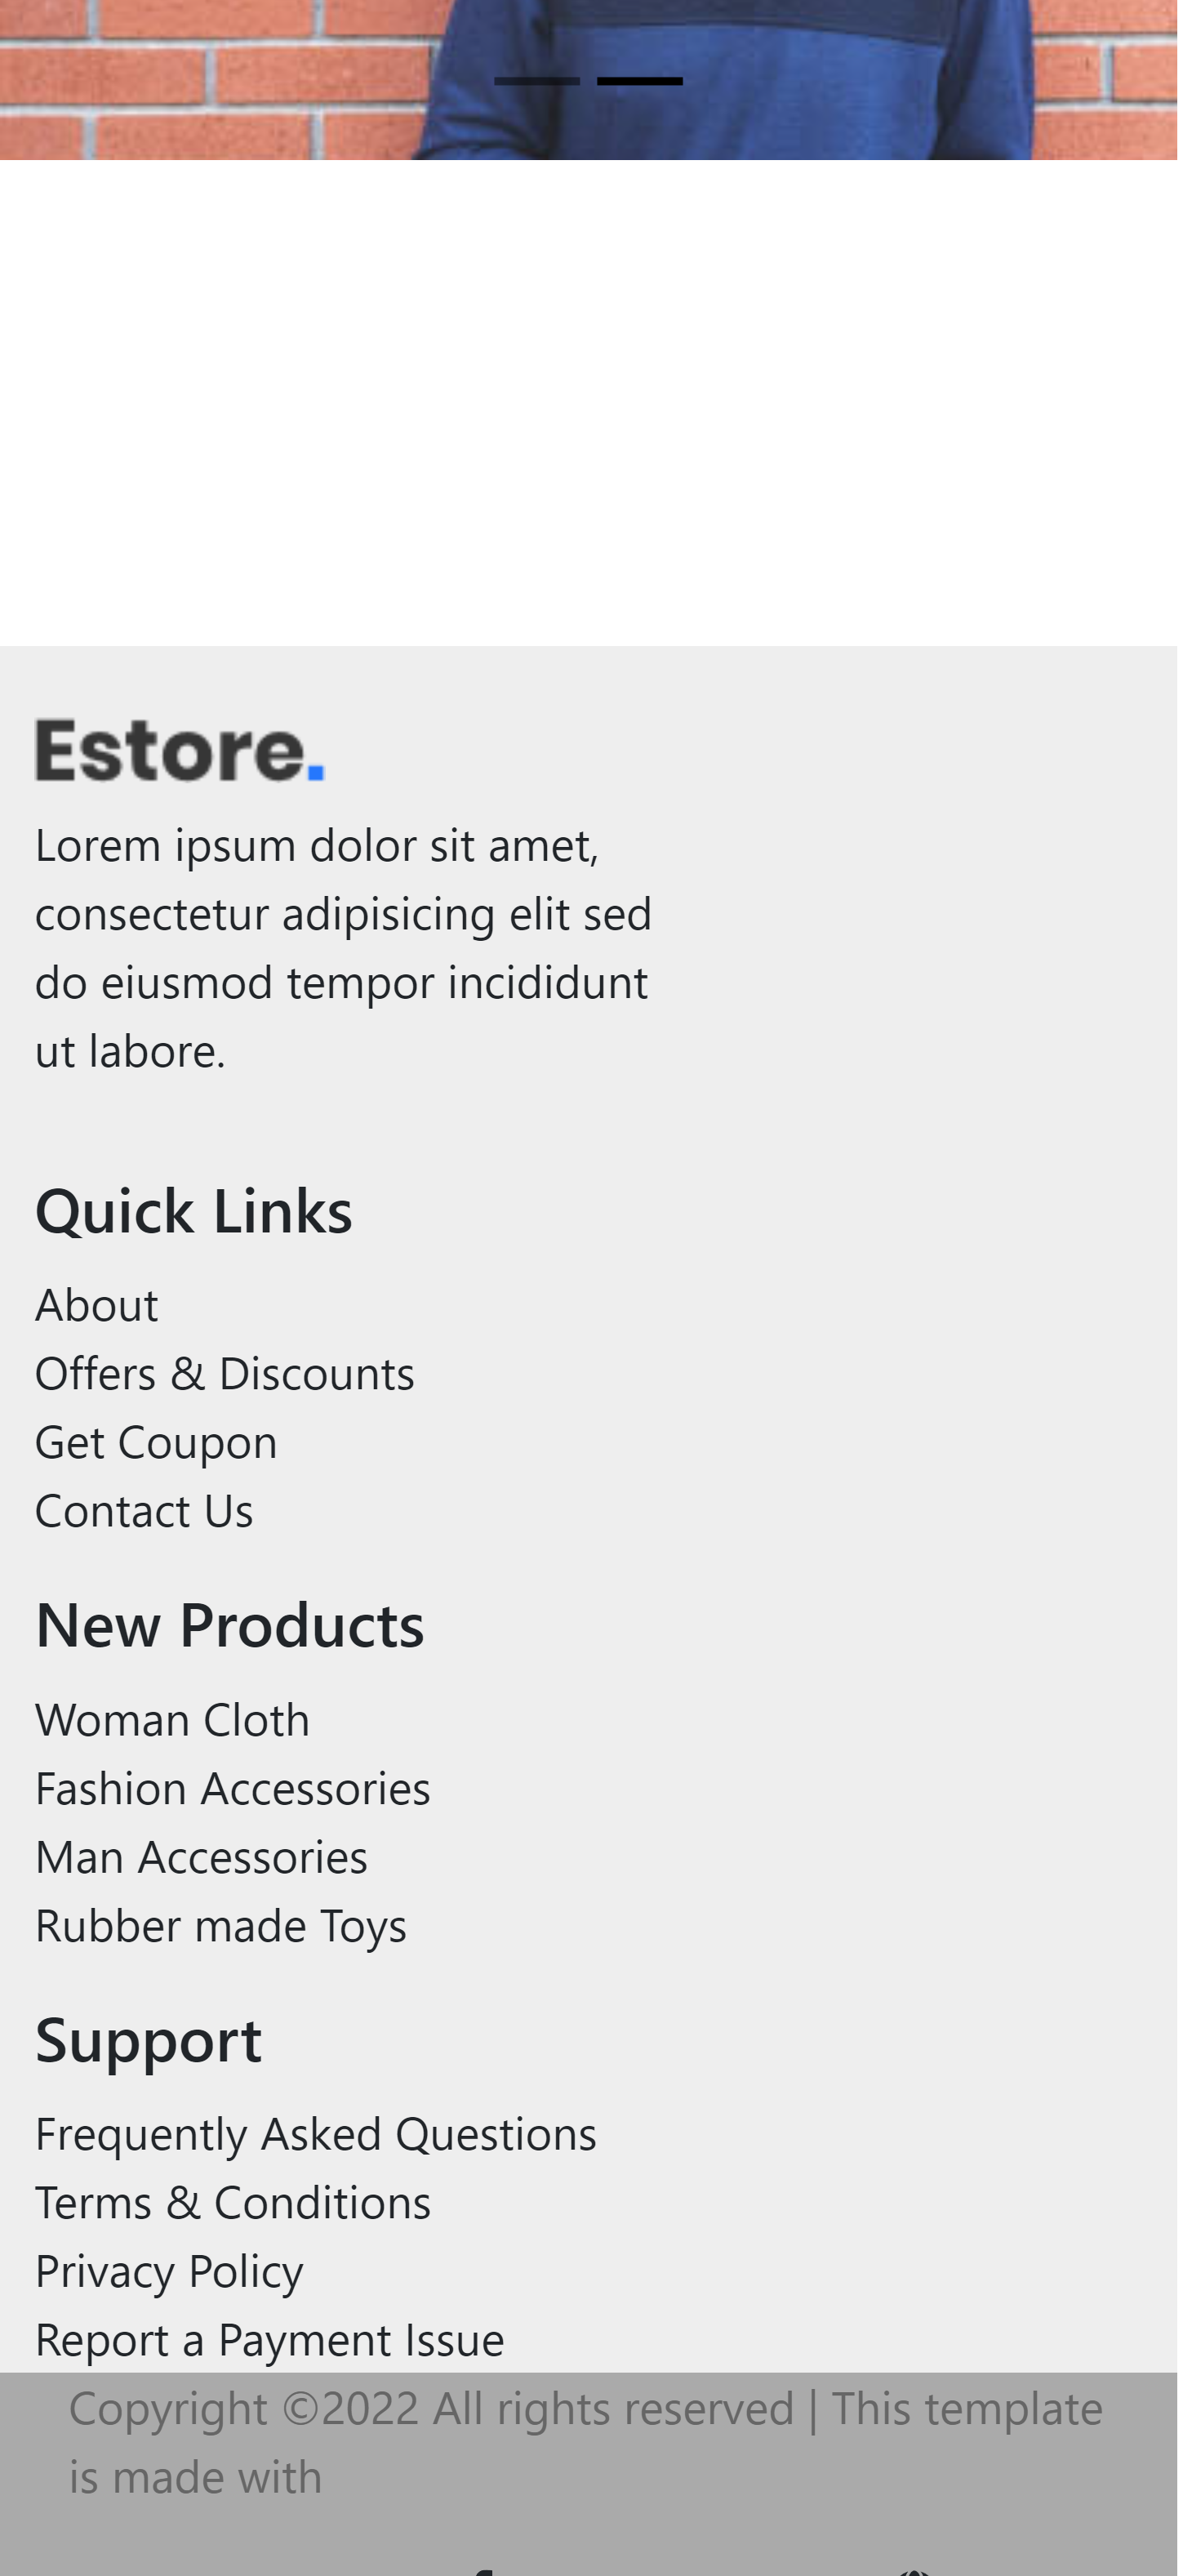 Estore.
Lorem ipsum dolor sit amet,
consectetur adipisicing elit sed
do eiusmod tempor incididunt
ut labore.
Quick Links
About
Offers & Discounts
Get Coupon
Contact Us
New Products
Woman Cloth
Fashion Accessories
Man Accessories
Rubber made Toys
Support
Frequently Asked Questions
Terms & Conditions
Privacy Policy
Report a Payment Issue
Copyright ©2022 All rights reserved | This template
is made with